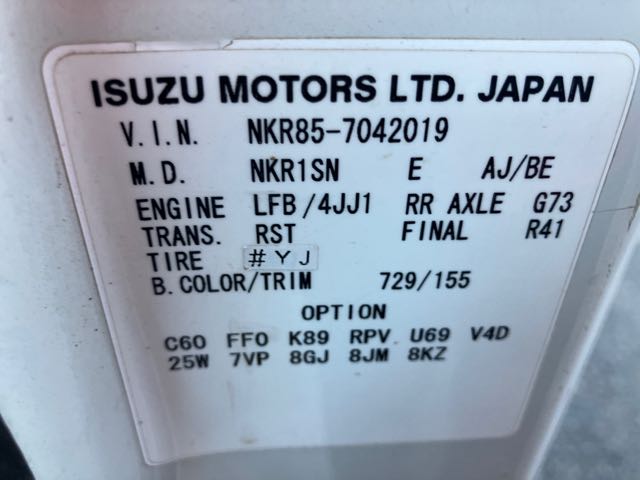 ISUZU MOTORS LTD. JAPAN
V.I.N. NKR85-7042019
M.D. NKR1SN E AJ/BE
ENGINE LFB/4JJ1 RR AXLE G73
TRANS. RST FINAL R41
TIRE #YJ
B.COLOR/TRIM 729/155
OPTION
C60 FF0 K89 RPV U69 V4D
25W 7VP 8GJ 8JM 8KZ